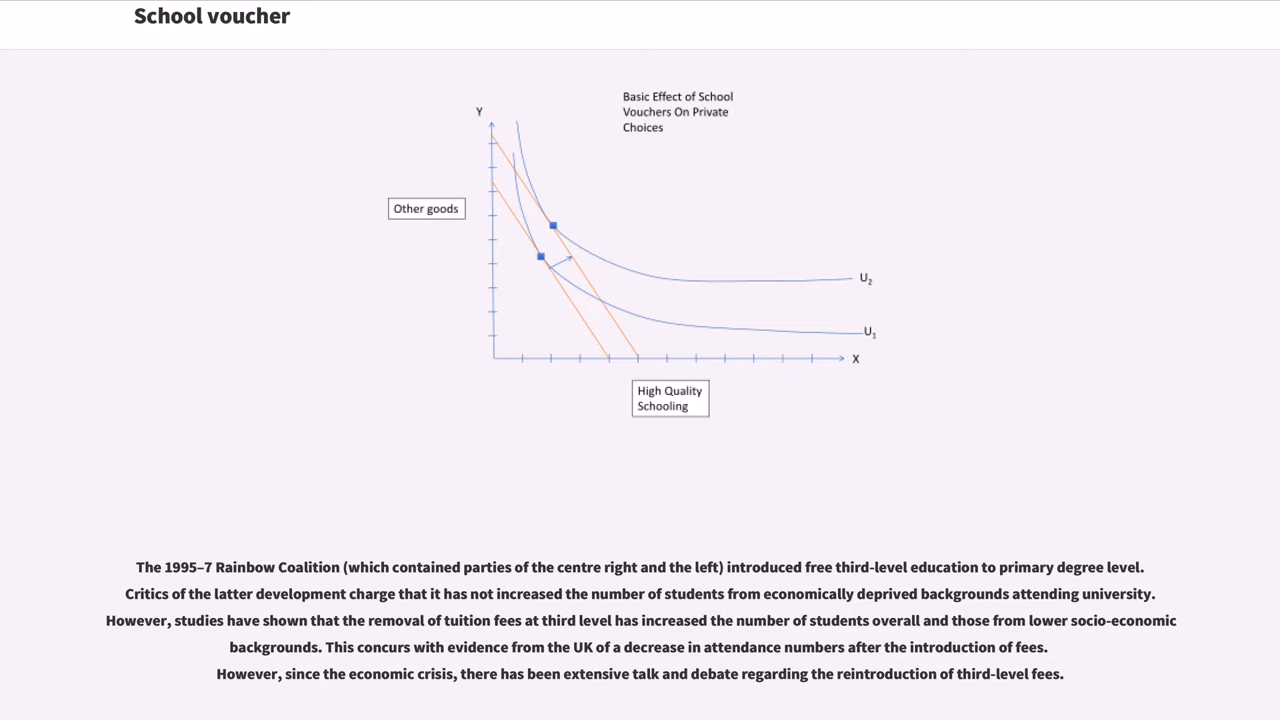 School voucher
Basic Effect of School
Vouchers On Private
Choices
Y
Other goods
U2
U1
X
High Quality
Schooling
The 1995–7 Rainbow Coalition (which contained parties of the centre right and the left) introduced free third-level education to primary degree level.
Critics of the latter development charge that it has not increased the number of students from economically deprived backgrounds attending university.
However, studies have shown that the removal of tuition fees at third level has increased the number of students overall and those from lower socio-economic
backgrounds. This concurs with evidence from the UK of a decrease in attendance numbers after the introduction of fees.
However, since the economic crisis, there has been extensive talk and debate regarding the reintroduction of third-level fees.